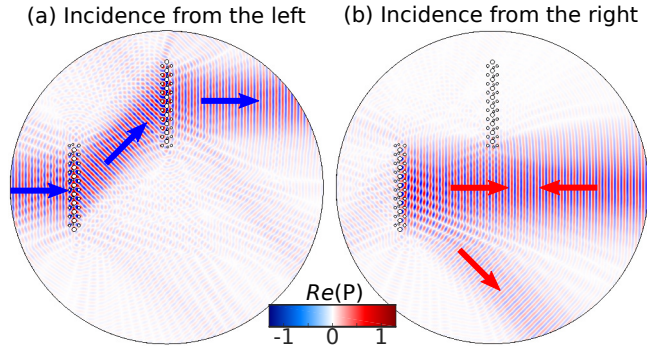 (a) Incidence from the left
(b) Incidence from the right
Re(P)
-1 0 1